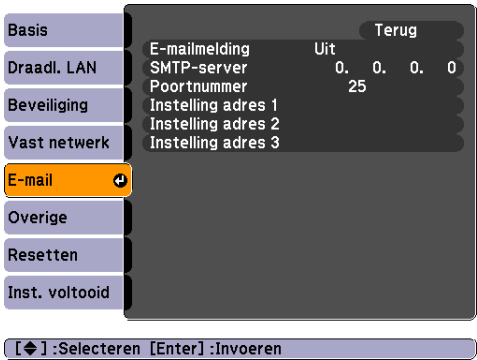 Basis
Draadl. LAN
Beveiliging
Vast netwerk
E-mail
Overige
Resetten
Inst. voltooid
Terug
E-mailmelding Uit
SMTP-server 0. 0. 0. 0
Poortnummer 25
Instelling adres 1
Instelling adres 2
Instelling adres 3
[ ] :Selecteren [Enter] :Invoeren